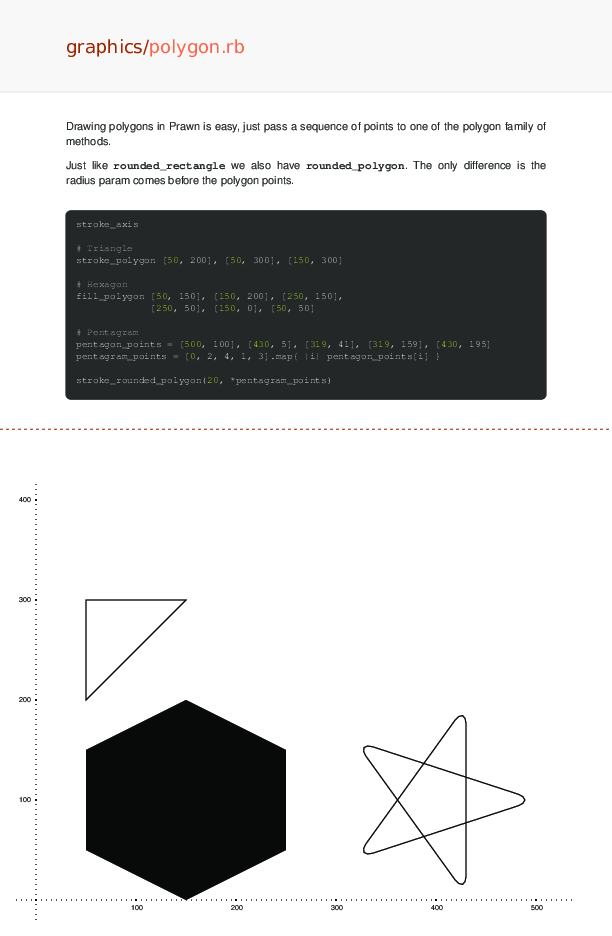 graphics/polygon.rb
Drawing polygons in Prawn is easy, just pass a sequence of points to one of the polygon family of
methods.
Just like rounded_rectangle we also have rounded_polygon. The only difference is the
radius param comes before the polygon points.
stroke_axis
# Triangle
stroke_polygon [50, 200], [50, 300], [150, 300]
# Hexagon
fill_polygon [50, 150], [150, 200], [250, 150],
[250, 50], [150, 0], [50, 50]
# Pentagram
pentagon_points = [500, 100], [430, 5], [319, 41], [319, 159], [430, 195]
pentagram_points = [0, 2, 4, 1, 3].map{ |i| pentagon_points[i] }
stroke_rounded_polygon(20, *pentagram_points)
400
300
200
100
100 200 300 400 500